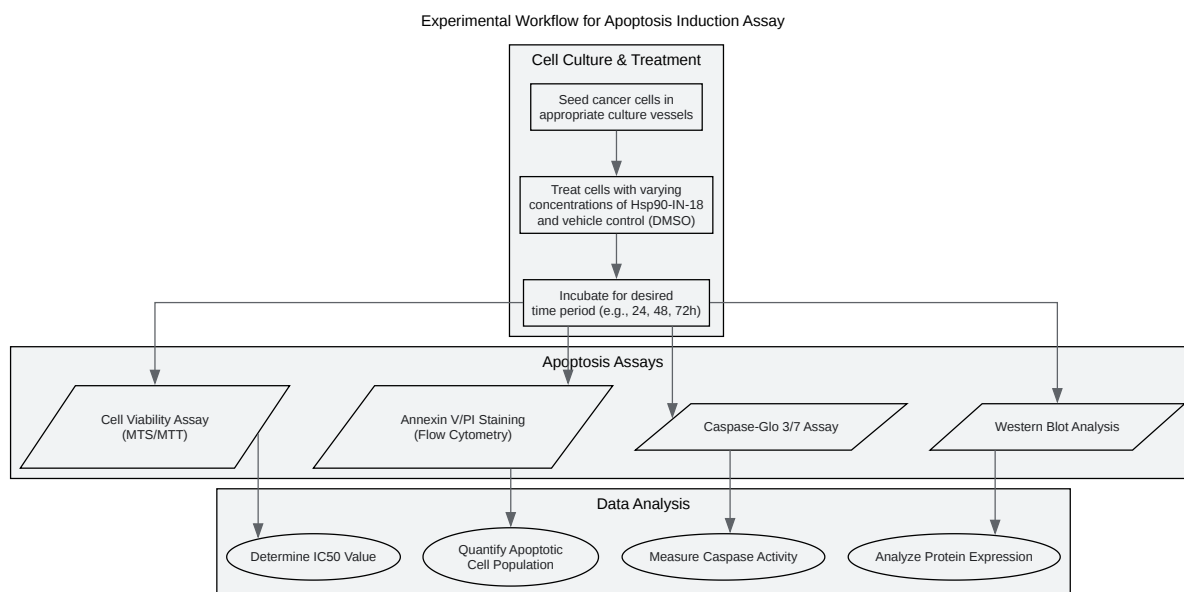 Experimental Workflow for Apoptosis Induction Assay
Cell Culture & Treatment
Seed cancer cells in
appropriate culture vessels
Treat cells with varying
concentrations of Hsp90-IN-18
and vehicle control (DMSO)
Incubate for desired
time period (e.g., 24, 48, 72h)
Apoptosis Assays
Cell Viability Assay
(MTS/MTT)
Annexin V/PI Staining
(Flow Cytometry)
Caspase-Glo 3/7 Assay
Western Blot Analysis
Data Analysis
Determine IC50 Value
Quantify Apoptotic
Cell Population
Measure Caspase Activity
Analyze Protein Expression